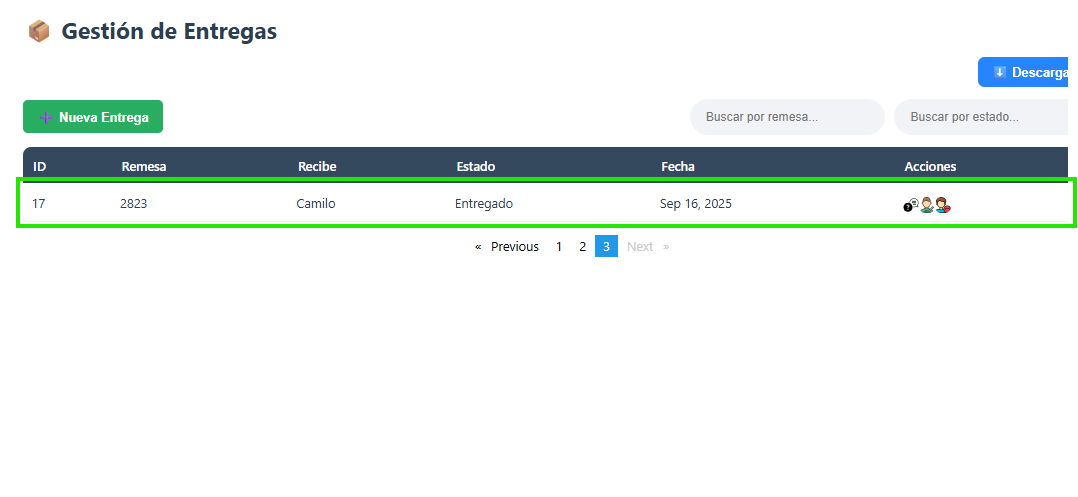 Gestión de Entregas
Descarga
Nueva Entrega
Buscar por remesa...
Buscar por estado...
ID Remesa Recibe Estado Fecha Acciones
17 2823 Camilo Entregado Sep 16, 2025
« Previous 1 2 3 Next »